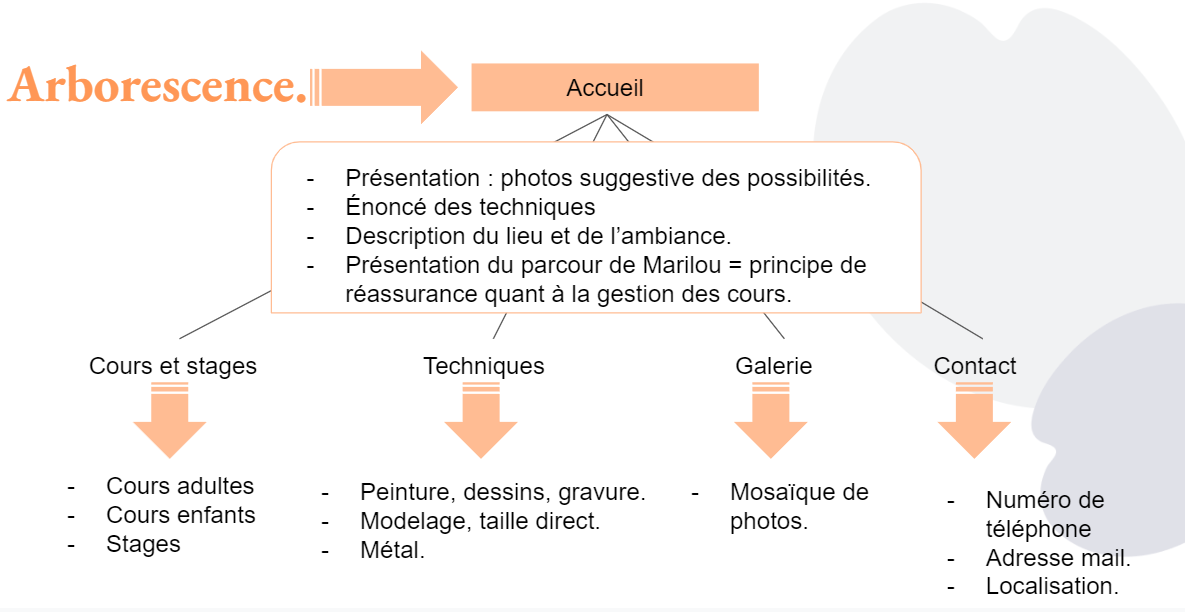 Arborescence.
Accueil
- Présentation : photos suggestive des possibilités.
- Énoncé des techniques
- Description du lieu et de l’ambiance.
- Présentation du parcour de Marilou = principe de
réassurance quant à la gestion des cours.
Cours et stages
- Cours adultes
- Cours enfants
- Stages
Techniques
- Peinture, dessins, gravure.
- Modelage, taille direct.
- Métal.
Galerie
- Mosaïque de
photos.
Contact
- Numéro de
téléphone
- Adresse mail.
- Localisation.